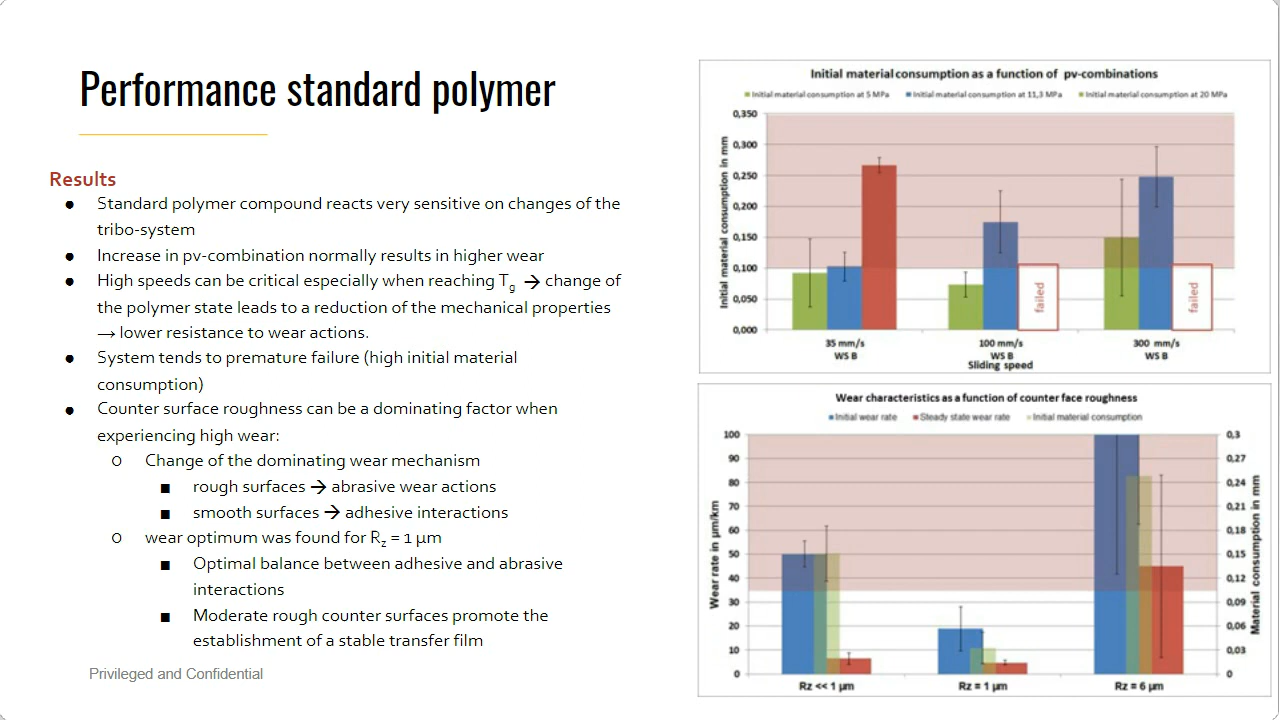 Performance standard polymer
Results
● Standard polymer compound reacts very sensitive on changes of the
tribo-system
● Increase in pv-combination normally results in higher wear
● High speeds can be critical especially when reaching Tg → change of
the polymer state leads to a reduction of the mechanical properties
→ lower resistance to wear actions.
● System tends to premature failure (high initial material
consumption)
● Counter surface roughness can be a dominating factor when
experiencing high wear:
o Change of the dominating wear mechanism
■ rough surfaces → abrasive wear actions
■ smooth surfaces → adhesive interactions
o wear optimum was found for Rz = 1 µm
■ Optimal balance between adhesive and abrasive
interactions
■ Moderate rough counter surfaces promote the
establishment of a stable transfer film
Privileged and Confidential
Initial material consumption as a function of pv-combinations
Initial material consumption at 5 MPa
Initial material consumption at 11,3 MPa
Initial material consumption at 20 MPa
Initial material consumption in mm
0,350
0,300
0,250
0,200
0,150
0,100
0,050
0,000
failed
failed
35 mm/s
WS B
100 mm/s
WS B
300 mm/s
WS B
Sliding speed
Wear characteristics as a function of counter face roughness
Initial wear rate
Steady state wear rate
Initial material consumption
Wear rate in µm/km
100
90
80
70
60
50
40
30
20
10
0
0,3
0,27
0,24
0,21
0,18
0,15
0,12
0,09
0,06
0,03
0
Material consumption in mm
Rz << 1 µm
Rz = 1 µm
Rz = 6 µm